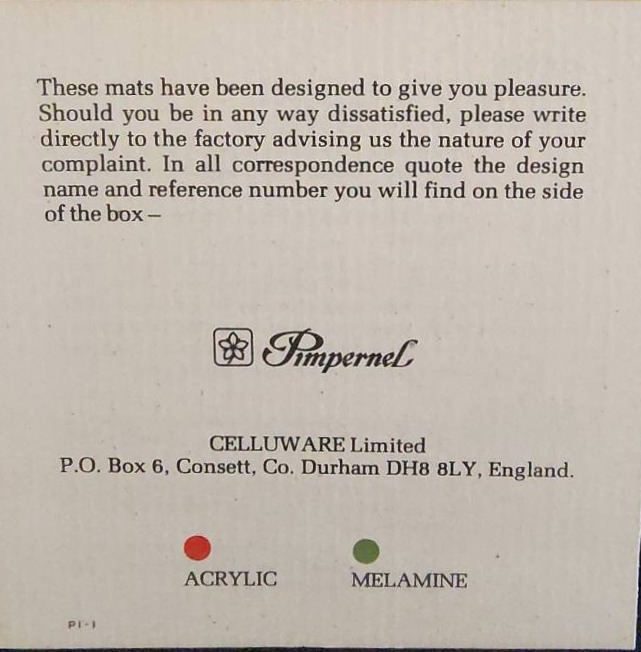 These mats have been designed to give you pleasure.
Should you be in any way dissatisfied, please write
directly to the factory advising us the nature of your
complaint. In all correspondence quote the design
name and reference number you will find on the side
of the box –
Pimpernel
CELLUWARE Limited
P.O. Box 6, Consett, Co. Durham DH8 8LY, England.
ACRYLIC MELAMINE
PI-1